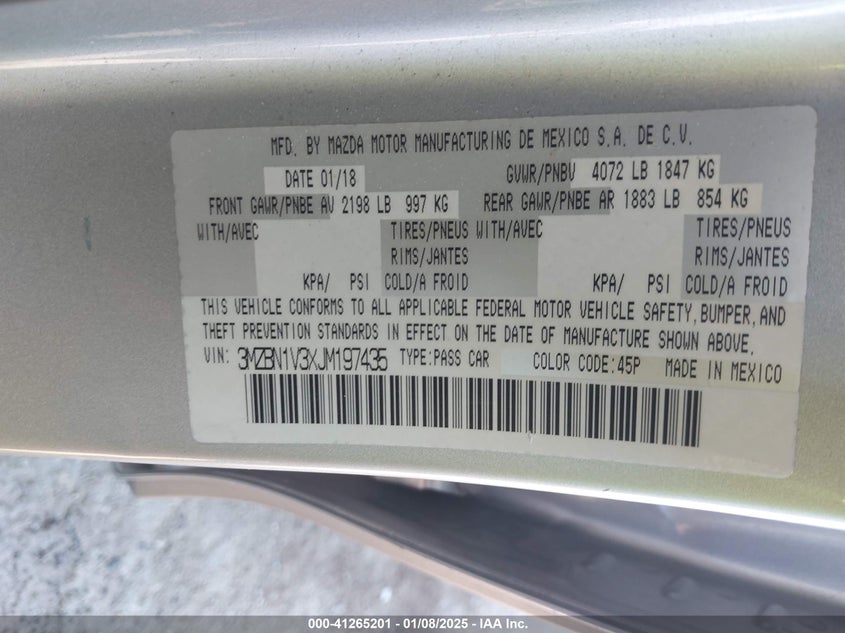 MFD. BY MAZDA MOTOR MANUFACTURING DE MEXICO S.A. DE C.V.
DATE 01/18 GVWR/PNBV 4072 LB 1847 KG
FRONT GAWR/PNBE AV 2198 LB 997 KG REAR GAWR/PNBE AR 1883 LB 854 KG
WITH/AVEC TIRES/PNEUS WITH/AVEC TIRES/PNEUS
RIMS/JANTES RIMS/JANTES
KPA/ PSI COLD/A FROID KPA/ PSI COLD/A FROID
THIS VEHICLE CONFORMS TO ALL APPLICABLE FEDERAL MOTOR VEHICLE SAFETY, BUMPER, AND
THEFT PREVENTION STANDARDS IN EFFECT ON THE DATE OF MANUFACTURE SHOWN ABOVE.
VIN: 3MZBN1V3XJM197435 TYPE:PASS CAR COLOR CODE:45P MADE IN MEXICO
000-41265201 - 01/08/2025 - IAA Inc.